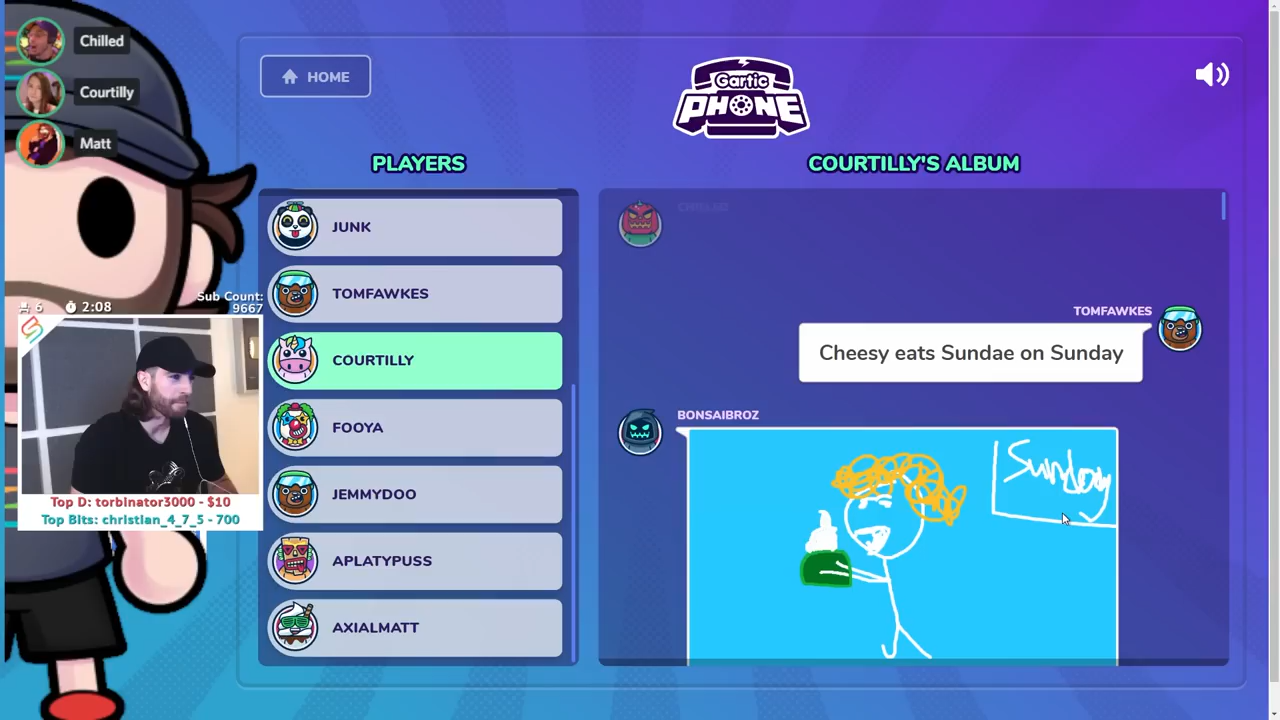 Chilled
Courtilly
Matt
HOME
Gartic
PHONE
PLAYERS
COURTILLY'S ALBUM
JUNK
TOMFAWKES
COURTILLY
FOOYA
JEMMYDOO
APLATYPUSS
AXIALMATT
CHILLED
TOMFAWKES
Cheesy eats Sundae on Sunday
BONSAIBROZ
Sunday
6
2:08
Sub Count:
9667
Top D: torbinator3000 - $10
Top Bits: christian_4_7_5 - 700